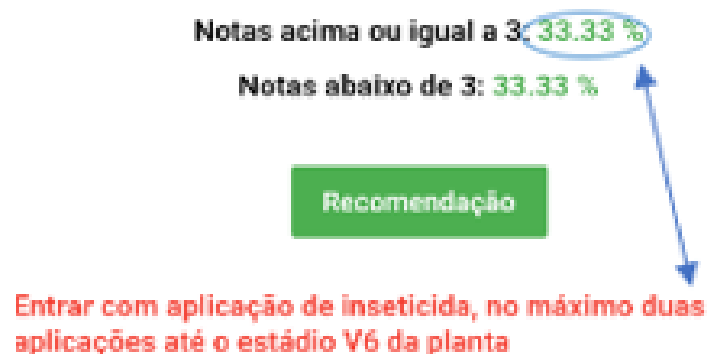 Notas acima ou igual a 3: 33.33 %
Notas abaixo de 3: 33.33 %
Recomendação
Entrar com aplicação de inseticida, no máximo duas
aplicações até o estádio V6 da planta